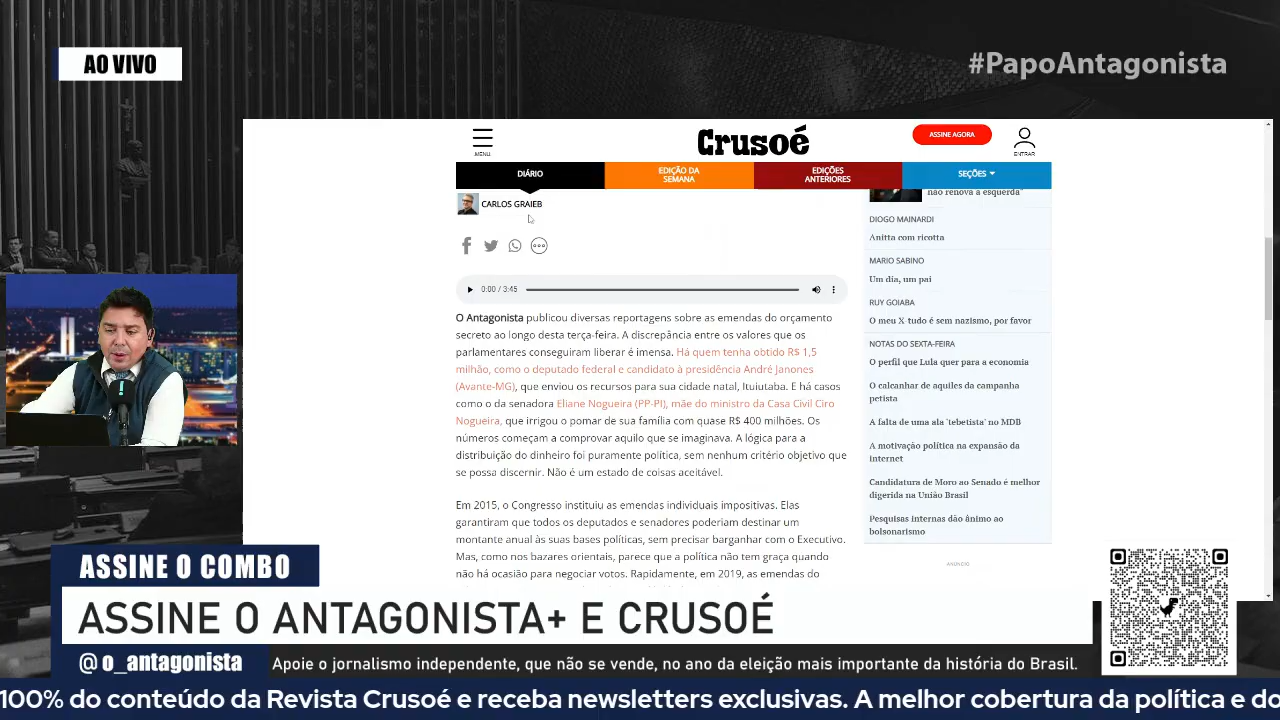 AO VIVO
#PapoAntagonista
MENU
Crusoé
ASSINE AGORA
ENTRAR
DIÁRIO
EDIÇÃO DA
SEMANA
EDIÇÕES
ANTERIORES
SEÇÕES
CARLOS GRAIEB
0:00 / 3:45
O Antagonista publicou diversas reportagens sobre as emendas do orçamento
secreto ao longo desta terça-feira. A discrepância entre os valores que os
parlamentares conseguiram liberar é imensa. Há quem tenha obtido R$ 1,5
milhão, como o deputado federal e candidato à presidência André Janones
(Avante-MG), que enviou os recursos para sua cidade natal, Ituiutaba. E há casos
como o da senadora Eliane Nogueira (PP-PI), mãe do ministro da Casa Civil Ciro
Nogueira, que irrigou o pomar de sua família com quase R$ 400 milhões. Os
números começam a comprovar aquilo que se imaginava. A lógica para a
distribuição do dinheiro foi puramente política, sem nenhum critério objetivo que
se possa discernir. Não é um estado de coisas aceitável.
Em 2015, o Congresso instituiu as emendas individuais impositivas. Elas
garantiram que todos os deputados e senadores poderiam destinar um
montante anual às suas bases políticas, sem precisar barganhar com o Executivo.
Mas, como nos bazares orientais, parece que a política não tem graça quando
não há ocasião para negociar votos. Rapidamente, em 2019, as emendas do
não renova a esquerda"
DIOGO MAINARDI
Anitta com ricotta
MARIO SABINO
Um dia, um pai
RUY GOIABA
O meu X-tudo é sem nazismo, por favor
NOTAS DO SEXTA-FEIRA
O perfil que Lula quer para a economia
O calcanhar de aquiles da campanha
petista
A falta de uma ala 'tebetista' no MDB
A motivação política na expansão da
internet
Candidatura de Moro ao Senado é melhor
digerida na União Brasil
Pesquisas internas dão ânimo ao
bolsonarismo
ANÚNCIO
ASSINE O COMBO
ASSINE O ANTAGONISTA+ E CRUSOÉ
@o_antagonista
Apoie o jornalismo independente, que não se vende, no ano da eleição mais importante da história do Brasil.
100% do conteúdo da Revista Crusoé e receba newsletters exclusivas. A melhor cobertura da política e do